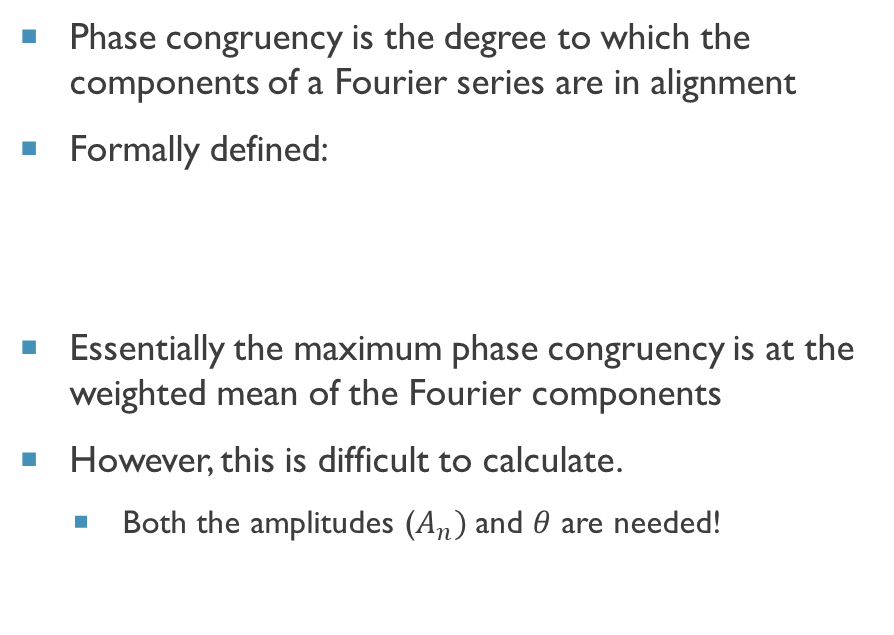 Phase congruency is the degree to which the
components of a Fourier series are in alignment
Formally defined:
Essentially the maximum phase congruency is at the
weighted mean of the Fourier components
However, this is difficult to calculate.
Both the amplitudes (Aₙ) and θ are needed!